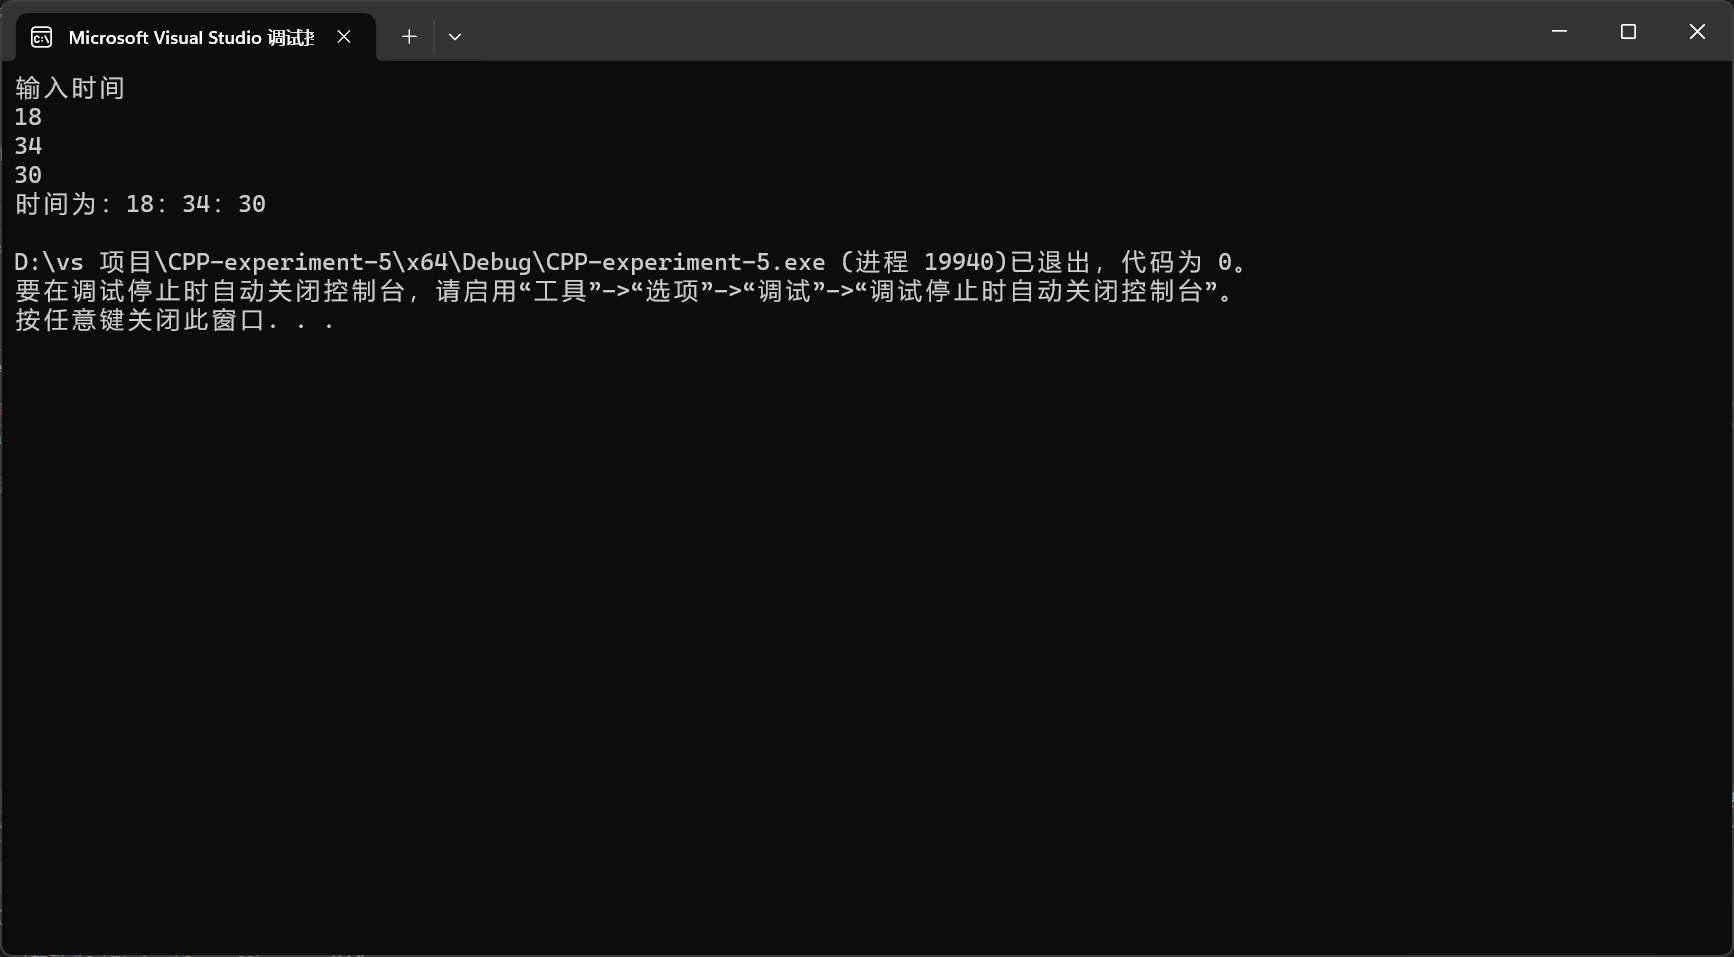 Microsoft Visual Studio 调试
输入时间
18
34
30
时间为：18：34：30
D:\vs 项目\CPP-experiment-5\x64\Debug\CPP-experiment-5.exe (进程 19940)已退出，代码为 0。
要在调试停止时自动关闭控制台，请启用“工具”->“选项”->“调试”->“调试停止时自动关闭控制台”。
按任意键关闭此窗口. . .